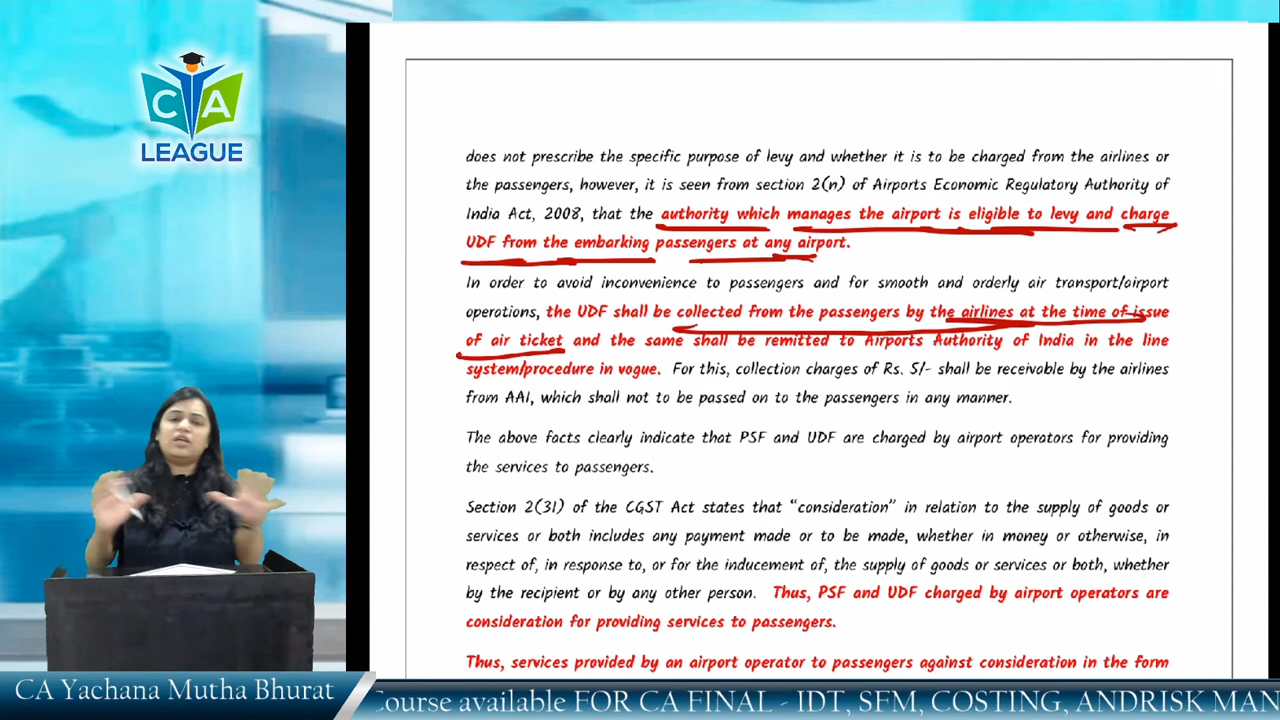 C A
LEAGUE
does not prescribe the specific purpose of levy and whether it is to be charged from the airlines or
the passengers, however, it is seen from section 2(n) of Airports Economic Regulatory Authority of
India Act, 2008, that the authority which manages the airport is eligible to levy and charge
UDF from the embarking passengers at any airport.
In order to avoid inconvenience to passengers and for smooth and orderly air transport/airport
operations, the UDF shall be collected from the passengers by the airlines at the time of issue
of air ticket and the same shall be remitted to Airports Authority of India in the line
system/procedure in vogue. For this, collection charges of Rs. 5/- shall be receivable by the airlines
from AAI, which shall not to be passed on to the passengers in any manner.
The above facts clearly indicate that PSF and UDF are charged by airport operators for providing
the services to passengers.
Section 2(31) of the CGST Act states that “consideration” in relation to the supply of goods or
services or both includes any payment made or to be made, whether in money or otherwise, in
respect of, in response to, or for the inducement of, the supply of goods or services or both, whether
by the recipient or by any other person. Thus, PSF and UDF charged by airport operators are
consideration for providing services to passengers.
Thus, services provided by an airport operator to passengers against consideration in the form
CA Yachana Mutha Bhurat
Course available FOR CA FINAL - IDT, SFM, COSTING, ANDRISK MAN